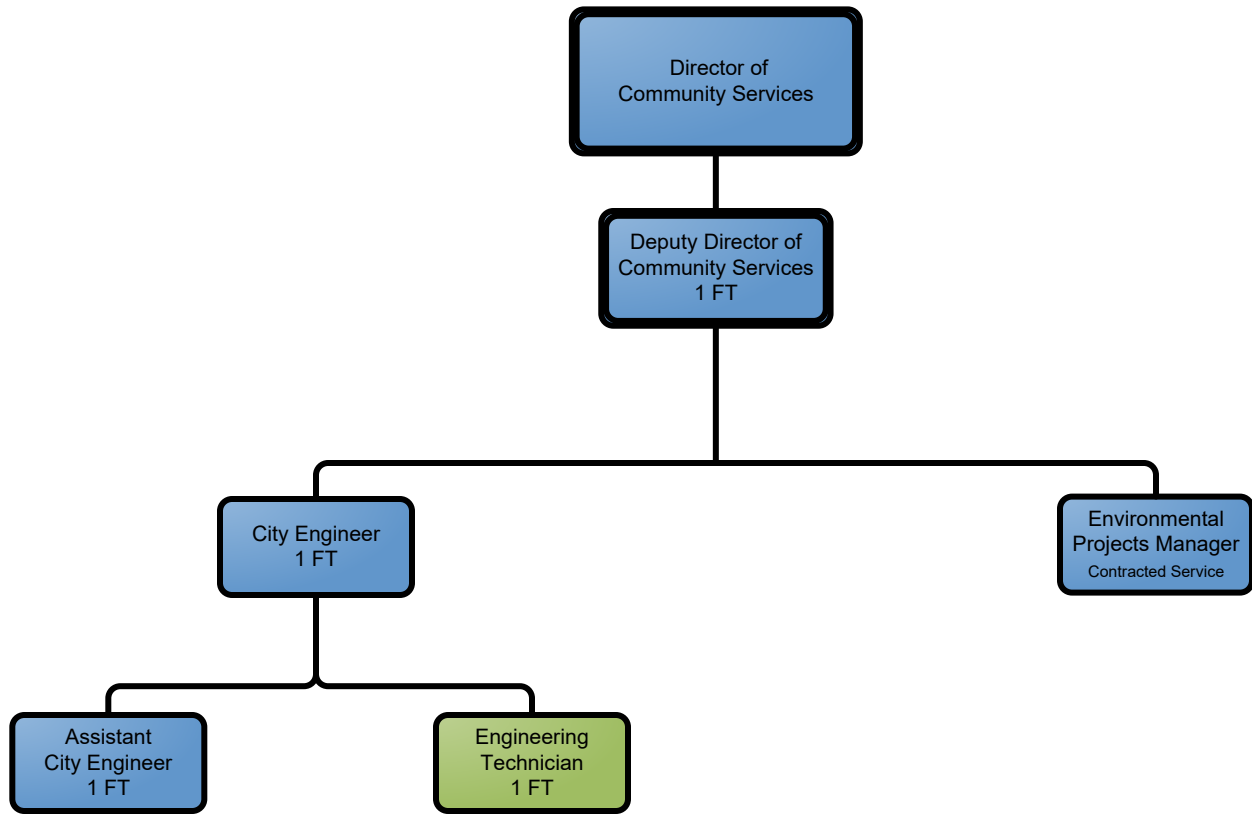 Director of
Community Services
Deputy Director of
Community Services
1 FT
City Engineer
1 FT
Environmental
Projects Manager
Contracted Service
Assistant
City Engineer
1 FT
Engineering
Technician
1 FT